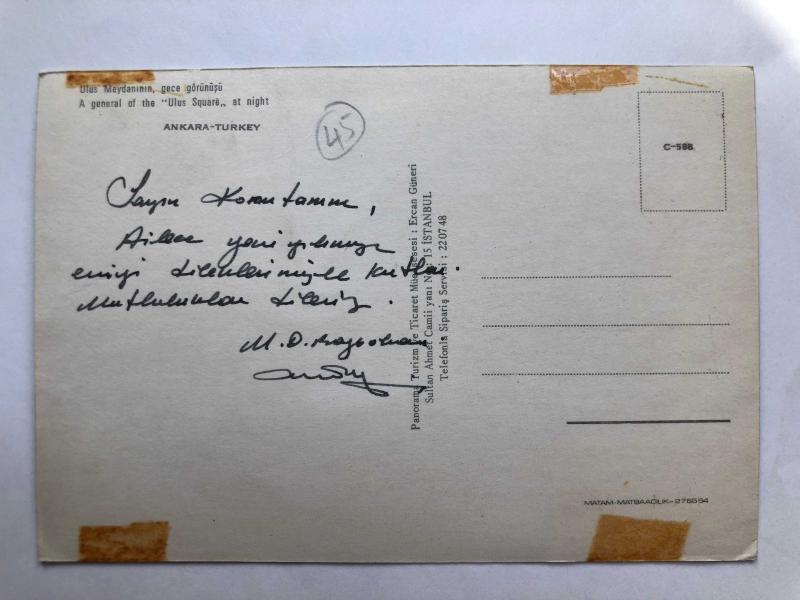 Ulus Meydanının, gece görünüşü
A general of the "Ulus Square„ at night
ANKARA-TURKEY
45
C-588
Sayın Komutanım,
Ailece yeni yılınızı
en iyi dileklerimizle kutlar.
Mutluluklar dileriz.
M.O.
Panorama Turizm ve Ticaret Müessesesi : Ercan Güneri
Sultan Ahmet Camii yanı No: 15 İSTANBUL
Telefonla Sipariş Servisi : 22 07 48
MATAM-MATBAACILIK-276554